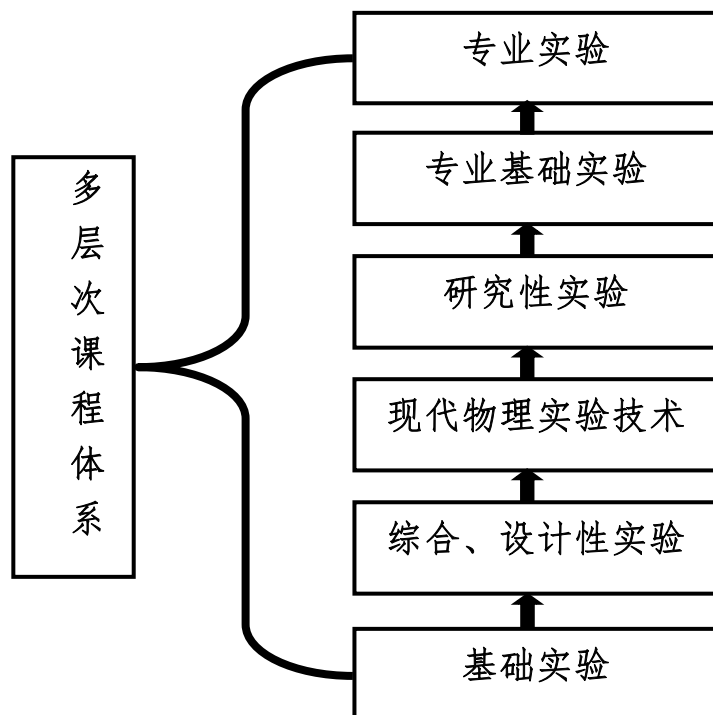 多层次课程体系
专业实验
专业基础实验
研究性实验
现代物理实验技术
综合、设计性实验
基础实验